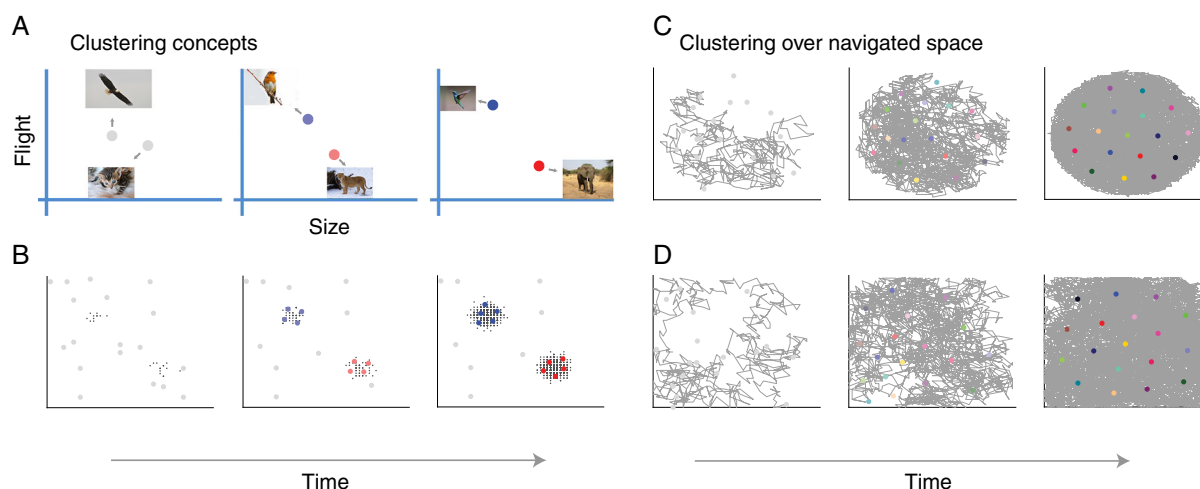 A
Clustering concepts
Flight
Size
B
Time
C
Clustering over navigated space
D
Time